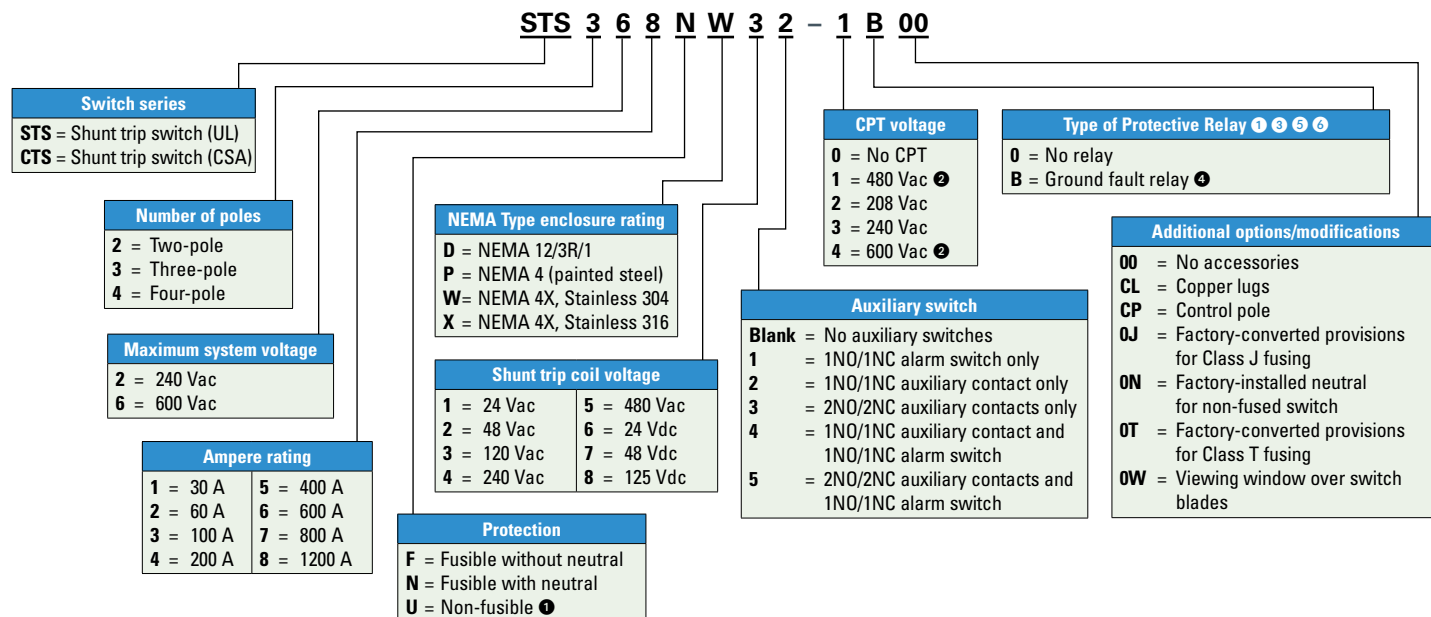 STS 3 6 8 N W 3 2 – 1 B 00
Switch series
STS = Shunt trip switch (UL)
CTS = Shunt trip switch (CSA)
Number of poles
2 = Two-pole
3 = Three-pole
4 = Four-pole
Maximum system voltage
2 = 240 Vac
6 = 600 Vac
Ampere rating
1 = 30 A
2 = 60 A
3 = 100 A
4 = 200 A
5 = 400 A
6 = 600 A
7 = 800 A
8 = 1200 A
Protection
F = Fusible without neutral
N = Fusible with neutral
U = Non-fusible ❶
NEMA Type enclosure rating
D = NEMA 12/3R/1
P = NEMA 4 (painted steel)
W= NEMA 4X, Stainless 304
X = NEMA 4X, Stainless 316
Shunt trip coil voltage
1 = 24 Vac
2 = 48 Vac
3 = 120 Vac
4 = 240 Vac
5 = 480 Vac
6 = 24 Vdc
7 = 48 Vdc
8 = 125 Vdc
Auxiliary switch
Blank = No auxiliary switches
1 = 1NO/1NC alarm switch only
2 = 1NO/1NC auxiliary contact only
3 = 2NO/2NC auxiliary contacts only
4 = 1NO/1NC auxiliary contact and
1NO/1NC alarm switch
5 = 2NO/2NC auxiliary contacts and
1NO/1NC alarm switch
CPT voltage
0 = No CPT
1 = 480 Vac ❷
2 = 208 Vac
3 = 240 Vac
4 = 600 Vac ❷
Type of Protective Relay ❶ ❸ ❺ ❻
0 = No relay
B = Ground fault relay ❹
Additional options/modifications
00 = No accessories
CL = Copper lugs
CP = Control pole
0J = Factory-converted provisions
for Class J fusing
0N = Factory-installed neutral
for non-fused switch
0T = Factory-converted provisions
for Class T fusing
0W = Viewing window over switch
blades